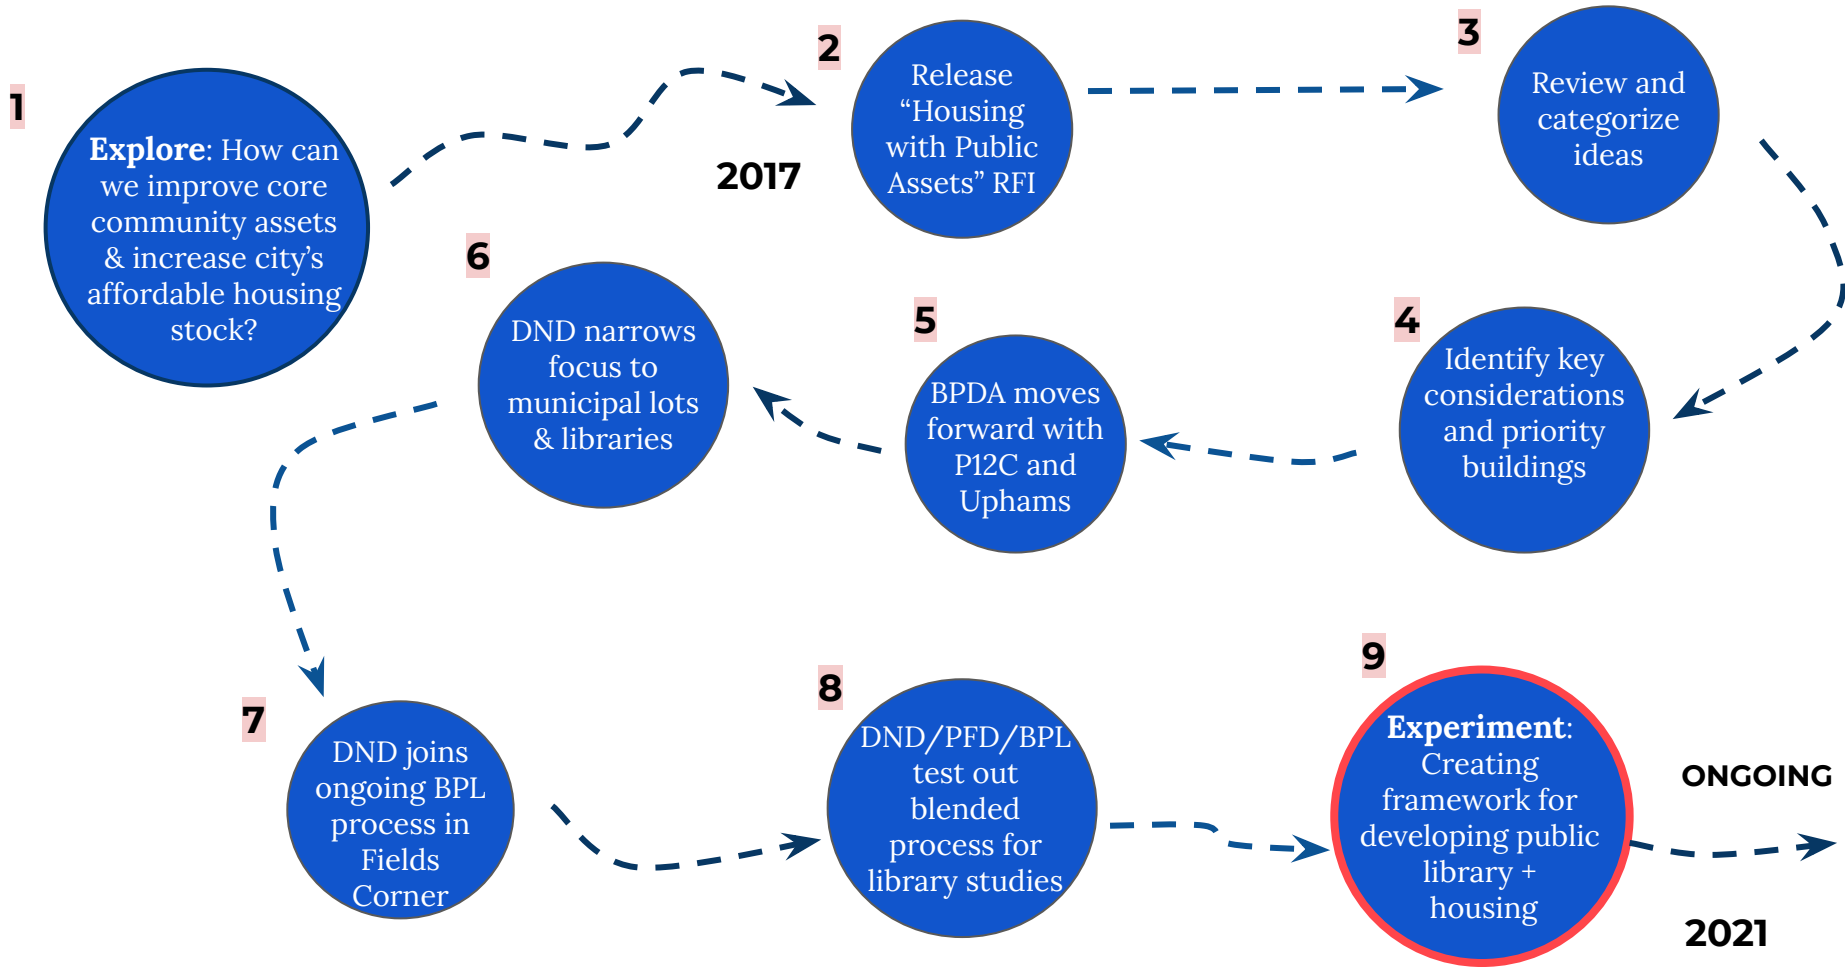 1
Explore: How can
we improve core
community assets
& increase city’s
affordable housing
stock?
2017
2
Release
“Housing
with Public
Assets” RFI
3
Review and
categorize
ideas
4
Identify key
considerations
and priority
buildings
5
BPDA moves
forward with
P12C and
Uphams
6
DND narrows
focus to
municipal lots
& libraries
7
DND joins
ongoing BPL
process in
Fields
Corner
8
DND/PFD/BPL
test out
blended
process for
library studies
9
Experiment:
Creating
framework for
developing public
library +
housing
ONGOING
2021